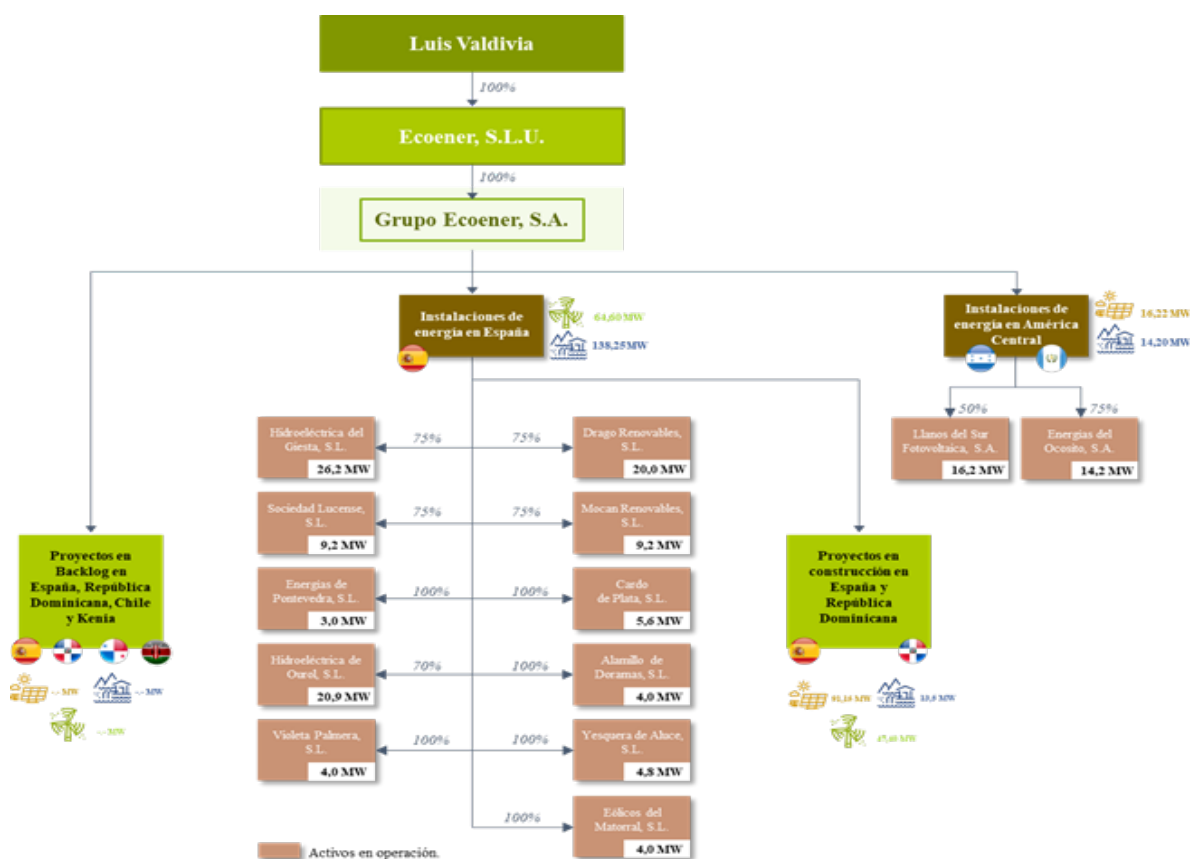 Luis Valdivia
100%
Ecoener, S.L.U.
100%
Grupo Ecoener, S.A.
Instalaciones de
energía en España
64,60 MW
138,25MW
Instalaciones de
energía en América
Central
16,22 MW
14,20 MW
50%
75%
Llanos del Sur
Fotovoltaica, S.A.
16,2 MW
Energías del
Ocosito, S.A.
14,2 MW
Hidroeléctrica del
Giesta, S.L.
26,2 MW
75%
75%
Drago Renovables,
S.L.
20,0 MW
Sociedad Lucense,
S.L.
9,2 MW
75%
75%
Mocan Renovables,
S.L.
9,2 MW
Energías de
Pontevedra, S.L.
3,0 MW
100%
100%
Cardo
de Plata, S.L.
5,6 MW
Hidroeléctrica de
Ourol, S.L.
20,9 MW
70%
100%
Alamillo de
Doramas, S.L.
4,0 MW
Violeta Palmera,
S.L.
4,0 MW
100%
100%
Yesquera de Aluce,
S.L.
4,8 MW
100%
Eólicos del
Matorral, S.L.
4,0 MW
Proyectos en
Backlog en
España, República
Dominicana, Chile
y Kenia
-.- MW
-.- MW
-.- MW
Proyectos en
construcción en
España y
República
Dominicana
MW
MW
MW
Activos en operación.